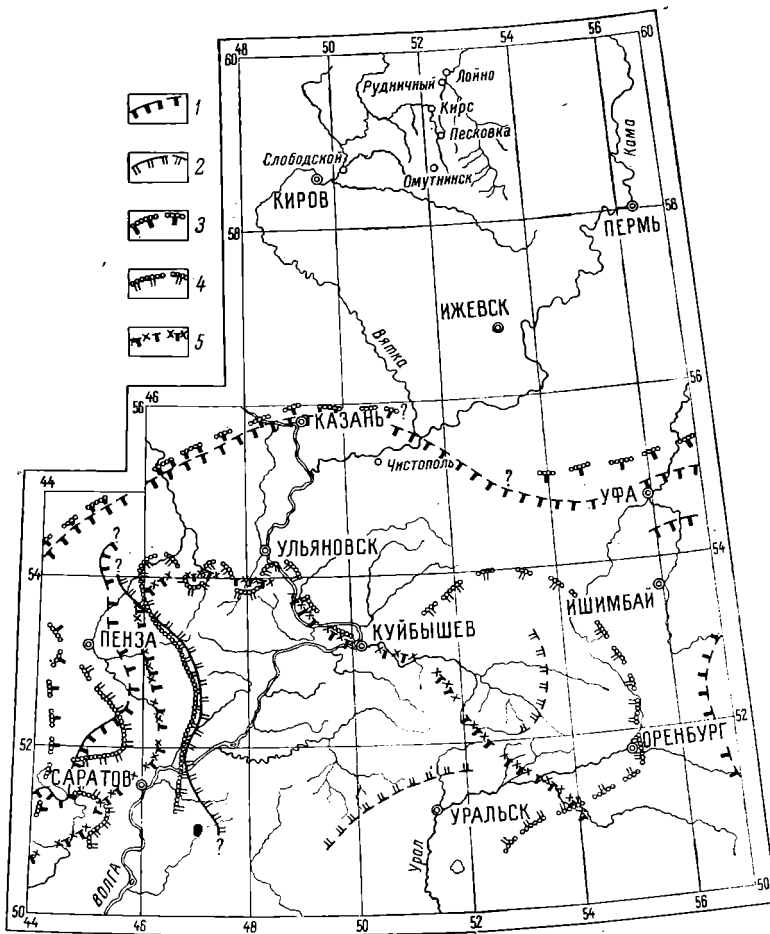 48 50 52 54 56 60
60
Лойно
Рудничный
1
Кирс
Песковка
2
Слободской
Омутнинск
Кама
КИРОВ
3
58
58
ПЕРМЬ
4
ИЖЕВСК
5
Вятка
46
56
56
?
КАЗАНЬ
Чистополь
?
44
УФА
?
УЛЬЯНОВСК
54
?
54
ИШИМБАЙ
ПЕНЗА
КУЙБЫШЕВ
52
52
ОРЕНБУРГ
САРАТОВ
УРАЛЬСК
?
Урал
ВОЛГА
50
50
44 46 48 50 52 54 56